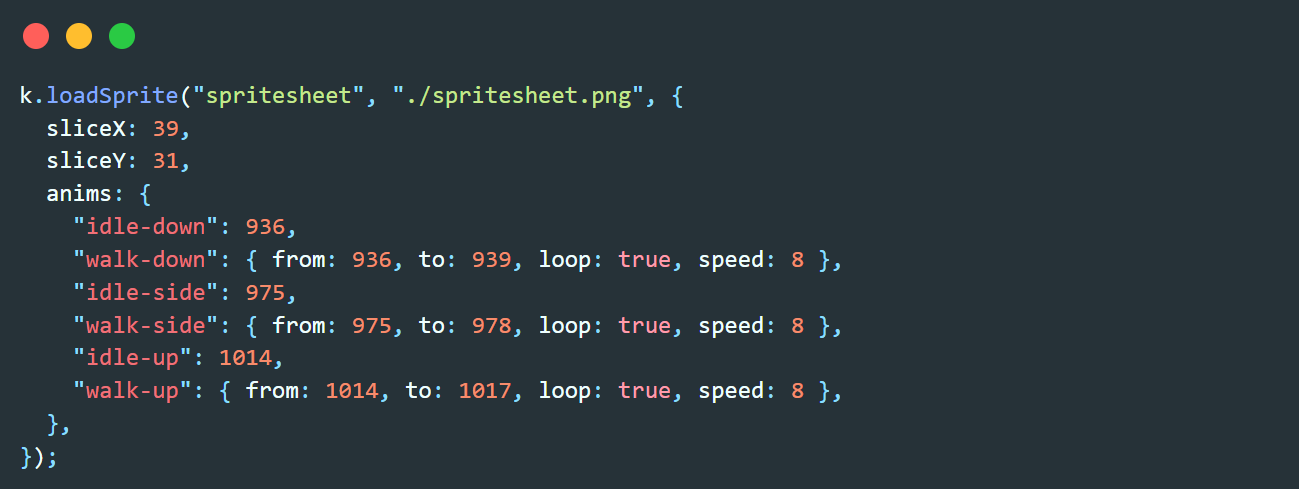 k.loadSprite("spritesheet", "./spritesheet.png", {
  sliceX: 39,
  sliceY: 31,
  anims: {
    "idle-down": 936,
    "walk-down": { from: 936, to: 939, loop: true, speed: 8 },
    "idle-side": 975,
    "walk-side": { from: 975, to: 978, loop: true, speed: 8 },
    "idle-up": 1014,
    "walk-up": { from: 1014, to: 1017, loop: true, speed: 8 },
  },
});